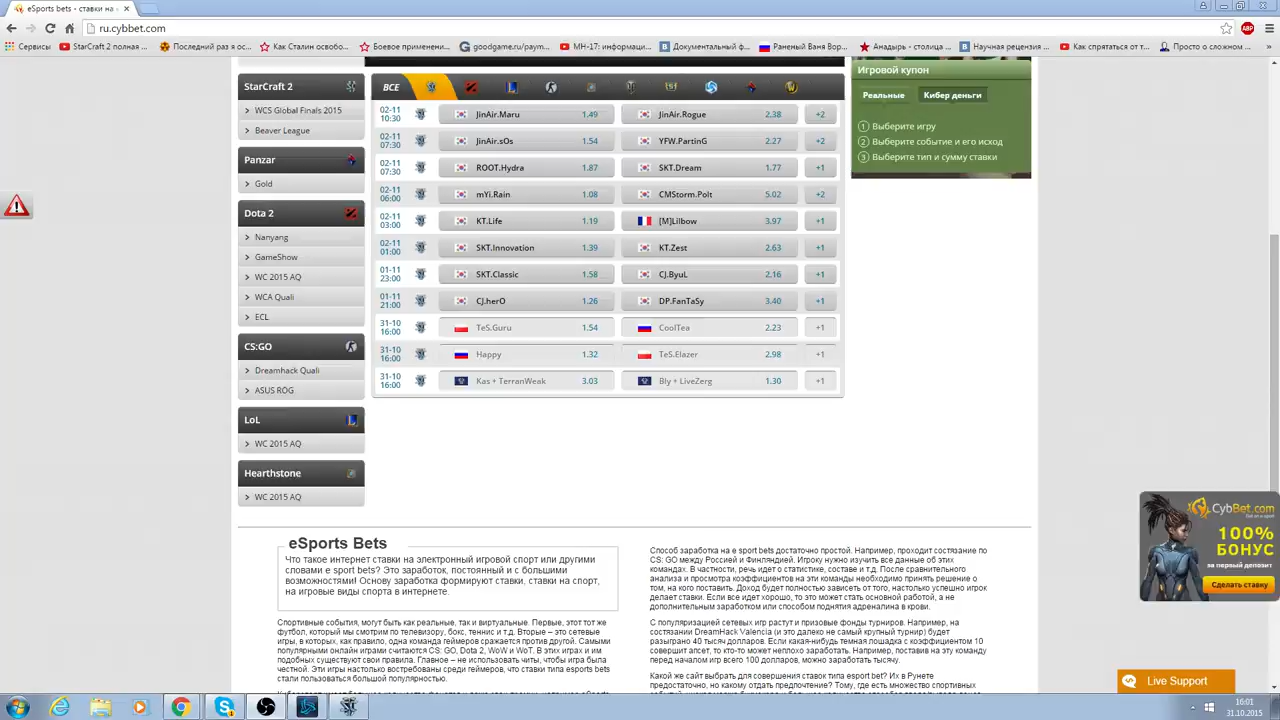 eSports bets - ставки на
ru.cybbet.com
Сервисы
StarCraft 2 полная ...
Последний раз я ос...
Как Сталин освобо...
Боевое применени...
goodgame.ru/paym...
МН-17: информаци...
Документальный ф...
Раненый Ваня Вор...
Анадырь - столица ...
Научная рецензия ...
Как спрятаться от т...
Просто о сложном ...
StarCraft 2
WCS Global Finals 2015
Beaver League
Panzar
Gold
Dota 2
Nanyang
GameShow
WC 2015 AQ
WCA Quali
ECL
CS:GO
Dreamhack Quali
ASUS ROG
LoL
WC 2015 AQ
Hearthstone
WC 2015 AQ
ВСЕ
02-11 10:30 JinAir.Maru 1.49 JinAir.Rogue 2.38 +2
02-11 07:30 JinAir.sOs 1.54 YFW.PartinG 2.27 +2
02-11 07:30 ROOT.Hydra 1.87 SKT.Dream 1.77 +1
02-11 06:00 mYi.Rain 1.08 CMStorm.Polt 5.02 +2
02-11 03:00 KT.Life 1.19 [M]Lilbow 3.97 +1
02-11 01:00 SKT.Innovation 1.39 KT.Zest 2.63 +1
01-11 23:00 SKT.Classic 1.58 CJ.ByuL 2.16 +1
01-11 21:00 CJ.herO 1.26 DP.FanTaSy 3.40 +1
31-10 16:00 TeS.Guru 1.54 CoolTea 2.23 +1
31-10 16:00 Happy 1.32 TeS.Elazer 2.98 +1
31-10 16:00 Kas + TerranWeak 3.03 Bly + LiveZerg 1.30 +1
Игровой купон
Реальные Кибер деньги
1 Выберите игру
2 Выберите событие и его исход
3 Выберите тип и сумму ставки
eSports Bets
Что такое интернет ставки на электронный игровой спорт или другими
словами e sport bets? Это заработок, постоянный и с большими
возможностями! Основу заработка формируют ставки, ставки на спорт,
на игровые виды спорта в интернете.
Спортивные события, могут быть как реальные, так и виртуальные. Первые, этот тот же
футбол, который мы смотрим по телевизору, бокс, теннис и т.д. Вторые – это сетевые
игры, в которых, как правило, одна команда геймеров сражается против другой. Самыми
популярными онлайн играми считаются CS: GO, Dota 2, WoW и WoT. В этих играх и им
подобных существуют свои правила. Главное – не использовать читы, чтобы игра была
честной. Эти игры настолько востребованы среди геймеров, что ставки типа esports bets
стали пользоваться большой популярностью.
Способ заработка на e sport bets достаточно простой. Например, проходит состязание по
CS: GO между Россией и Финляндией. Игроку нужно изучить все данные об этих
командах. В частности, речь идет о статистике, составе и т.д. После сравнительного
анализа и просмотра коэффициентов на эти команды необходимо принять решение о
том, на кого поставить. Доход будет полностью зависеть от того, насколько успешно игрок
делает ставки. Если все идет хорошо, то это может стать основной работой, а не
дополнительным заработком или способом поднятия адреналина в крови.
С популяризацией сетевых игр растут и призовые фонды турниров. Например, на
состязании DreamHack Valencia (и это далеко не самый крупный турнир) будет
разыграно 40 тысяч долларов. Если какая-нибудь темная лошадка с коэффициентом 10
совершит апсет, то кто-то может неплохо заработать. Например, поставив на эту команду
перед началом игр всего 100 долларов, можно заработать тысячу.
Какой же сайт выбрать для совершения ставок типа esport bet? Их в Рунете
предостаточно, но какому отдать предпочтение? Тому, где есть множество спортивных
CybBet.com
100%
БОНУС
за первый депозит
Сделать ставку
Live Support
16:01
31.10.2015
ABP